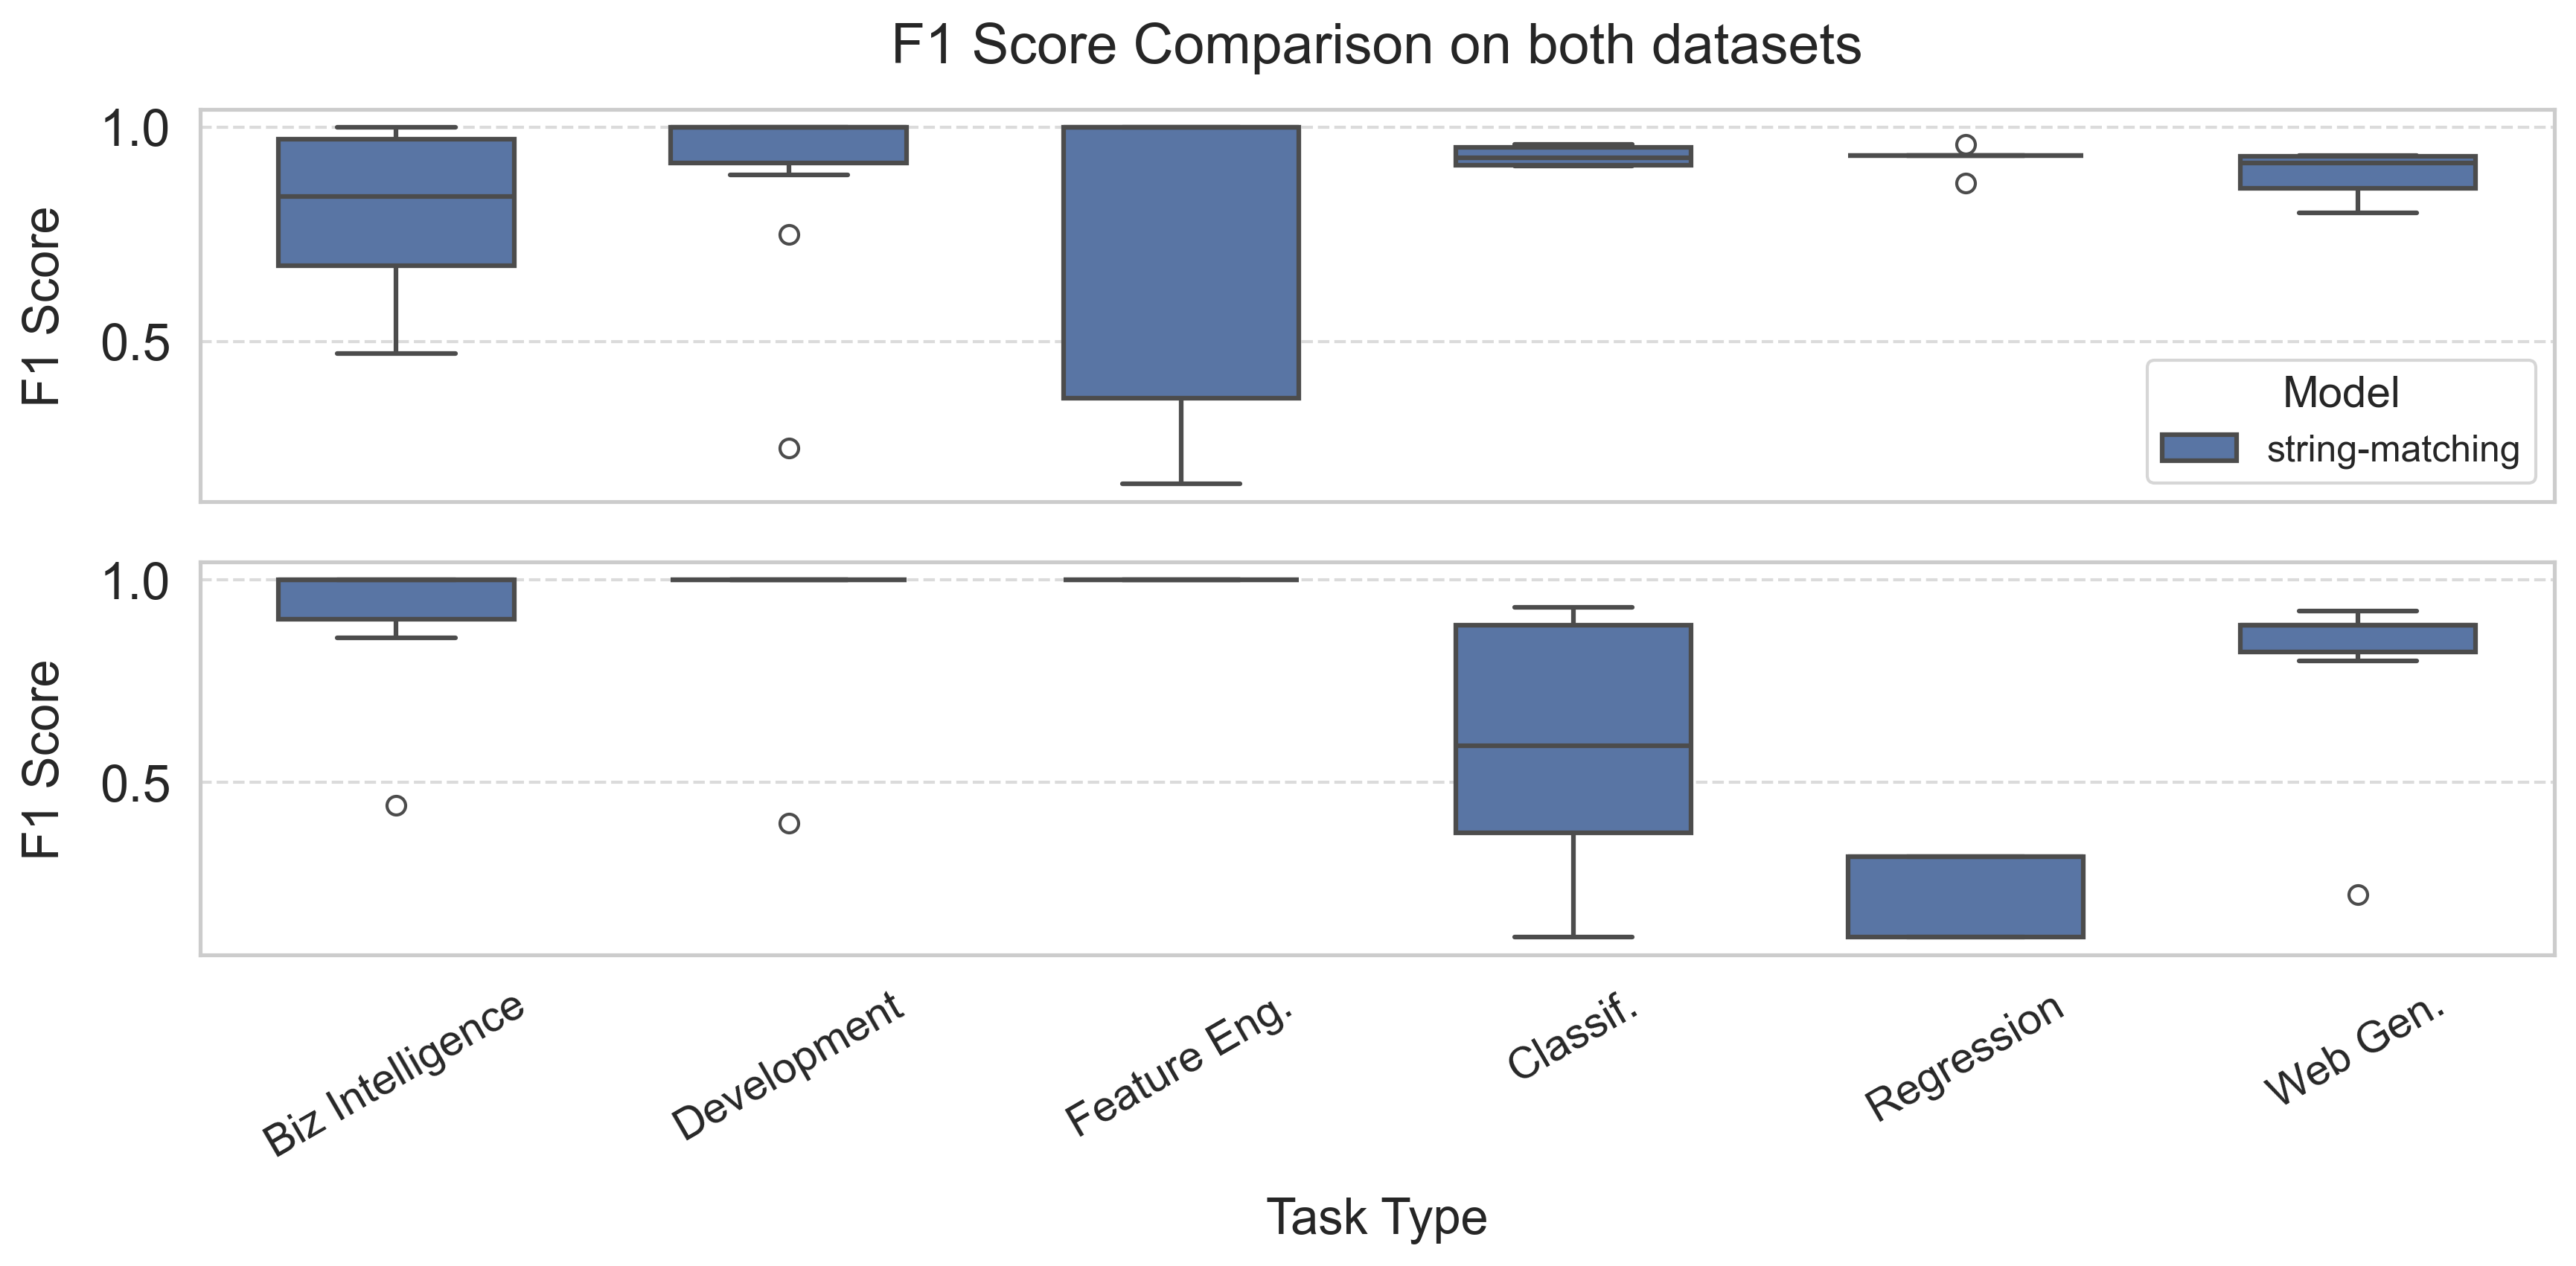 F1 Score Comparison on both datasets
1.0
0.5
F1 Score
Model
string-matching
1.0
0.5
F1 Score
Biz Intelligence
Development
Feature Eng.
Classif.
Regression
Web Gen.
Task Type